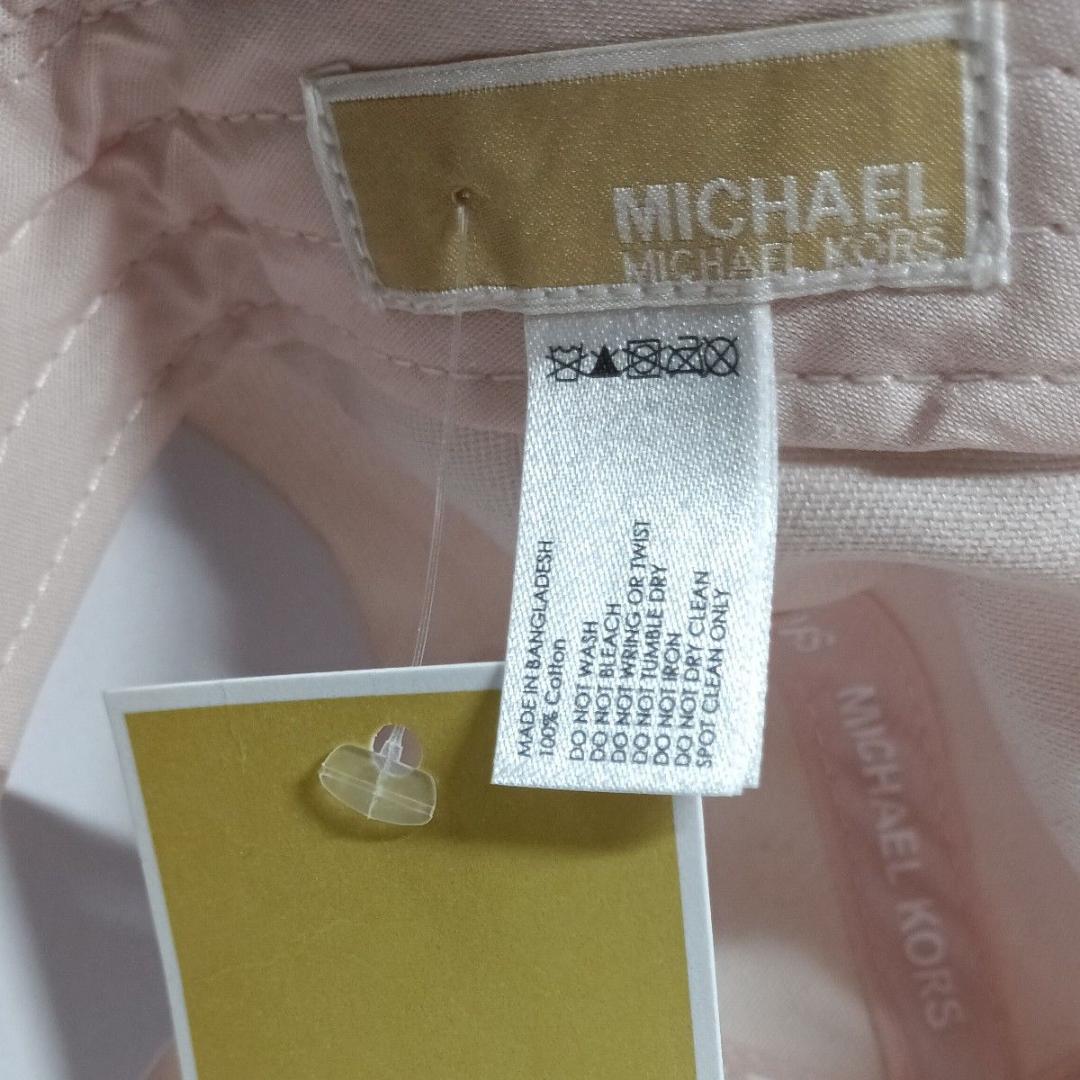 MICHAEL
MICHAEL KORS
MADE IN BANGLADESH
100% Cotton
DO NOT WASH
DO NOT BLEACH
DO NOT WRING OR TWIST
DO NOT TUMBLE DRY
DO NOT IRON
DO NOT DRY CLEAN
SPOT CLEAN ONLY
MICHAEL KORS